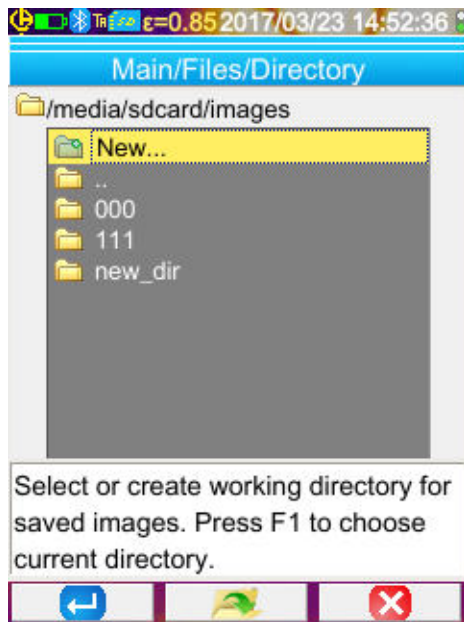 ε=0.85 2017/03/23 14:52:36
Main/Files/Directory
/media/sdcard/images
New...
..
000
111
new_dir
Select or create working directory for
saved images. Press F1 to choose
current directory.